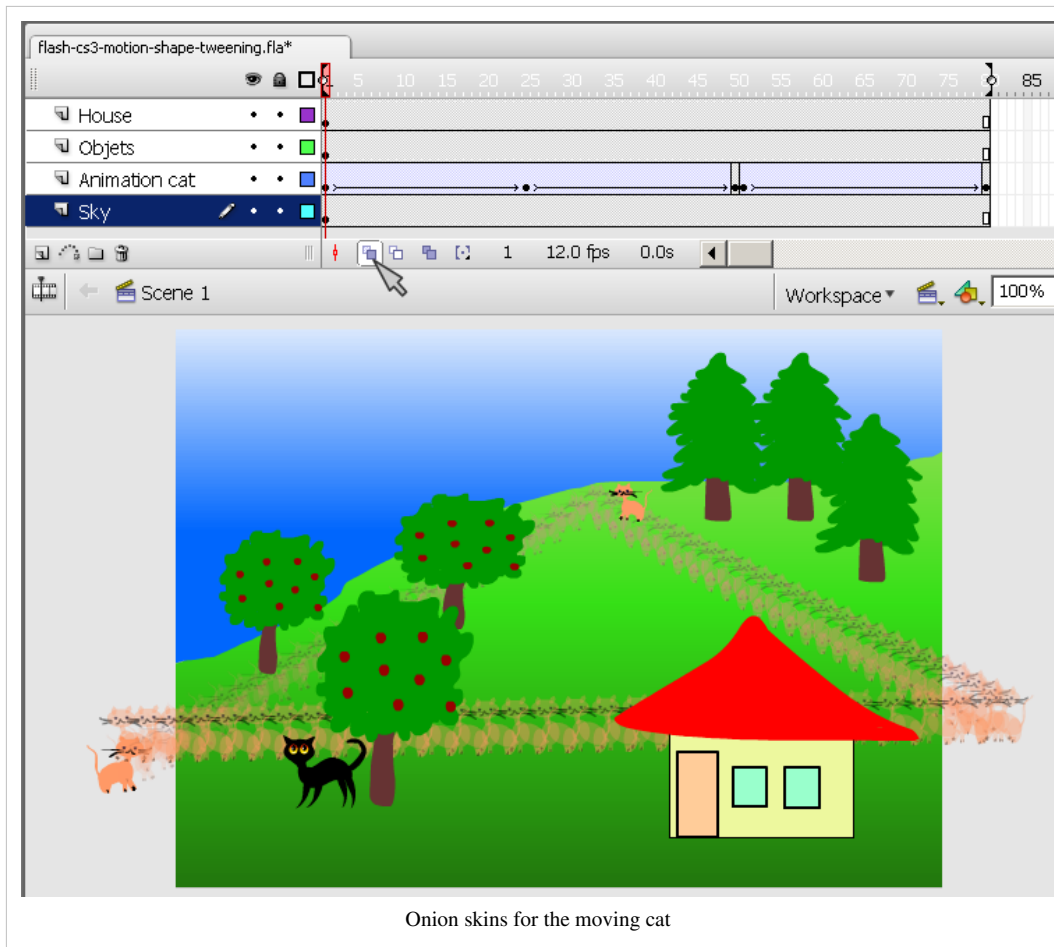 flash-cs3-motion-shape-tweening.fla*
5 10 15 20 25 30 35 40 45 50 55 60 65 70 75 85
House
Objets
Animation cat
Sky
1 12.0 fps 0.0s
Scene 1 Workspace 100%
Onion skins for the moving cat